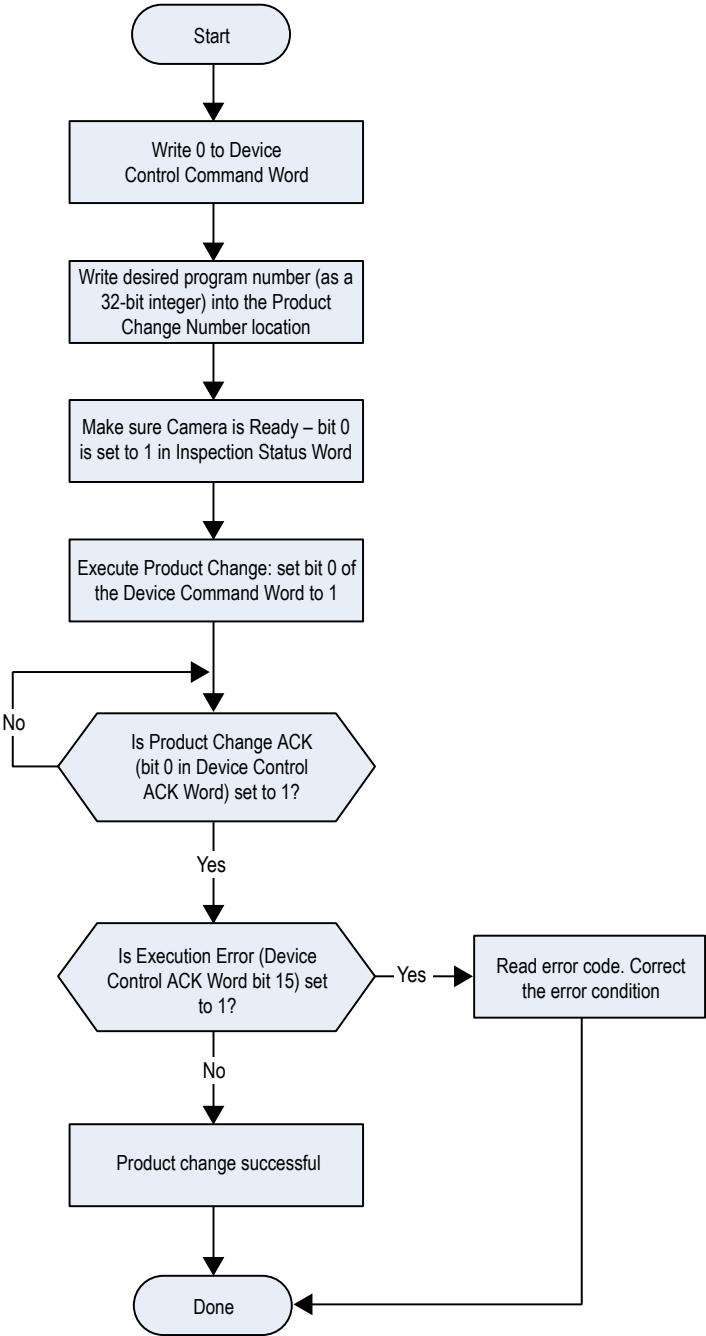 Start
Write 0 to Device
Control Command Word
Write desired program number (as a
32-bit integer) into the Product
Change Number location
Make sure Camera is Ready – bit 0
is set to 1 in Inspection Status Word
Execute Product Change: set bit 0 of
the Device Command Word to 1
No
Is Product Change ACK
(bit 0 in Device Control
ACK Word) set to 1?
Yes
Is Execution Error (Device
Control ACK Word bit 15) set
to 1?
Yes
Read error code. Correct
the error condition
No
Product change successful
Done